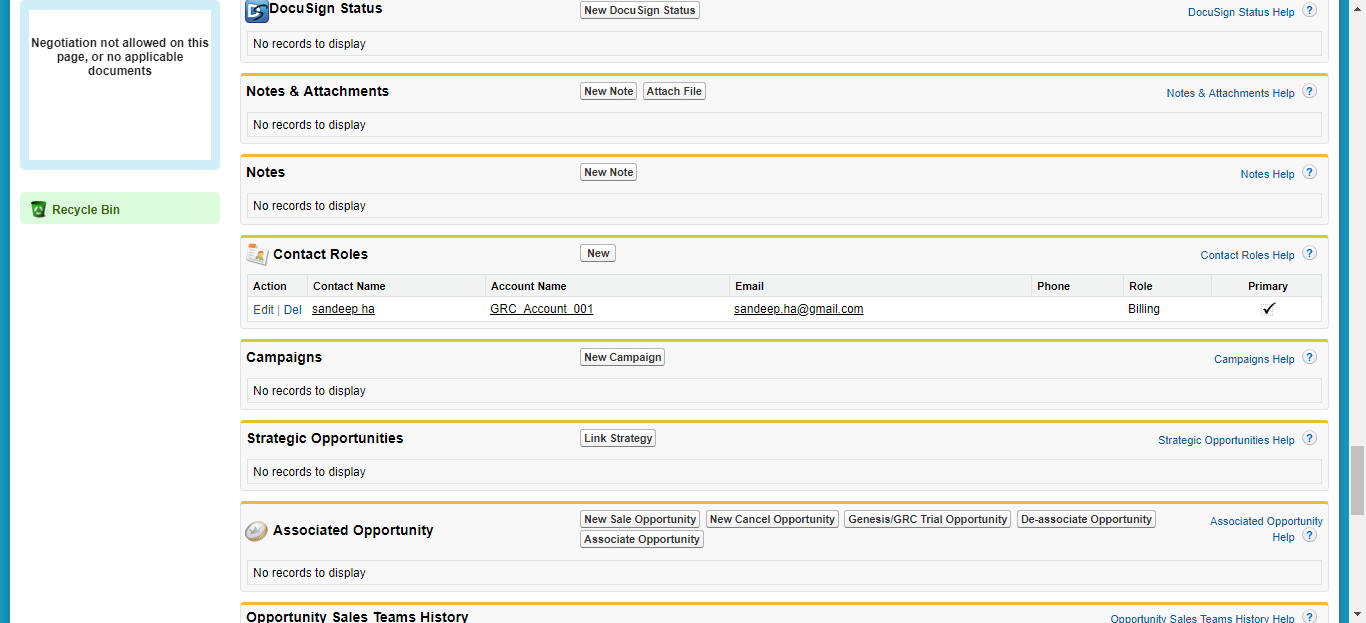 Negotiation not allowed on this
page, or no applicable
documents
Recycle Bin
DocuSign Status
New DocuSign Status
DocuSign Status Help ?
No records to display
Notes & Attachments
New Note
Attach File
Notes & Attachments Help ?
No records to display
Notes
New Note
Notes Help ?
No records to display
Contact Roles
New
Contact Roles Help ?
Action Contact Name Account Name Email Phone Role Primary
Edit | Del sandeep ha GRC_Account_001 sandeep.ha@gmail.com Billing
Campaigns
New Campaign
Campaigns Help ?
No records to display
Strategic Opportunities
Link Strategy
Strategic Opportunities Help ?
No records to display
Associated Opportunity
New Sale Opportunity New Cancel Opportunity Genesis/GRC Trial Opportunity De-associate Opportunity
Associate Opportunity
Associated Opportunity
Help ?
No records to display
Opportunity Sales Teams History
Opportunity Sales Teams History Help ?